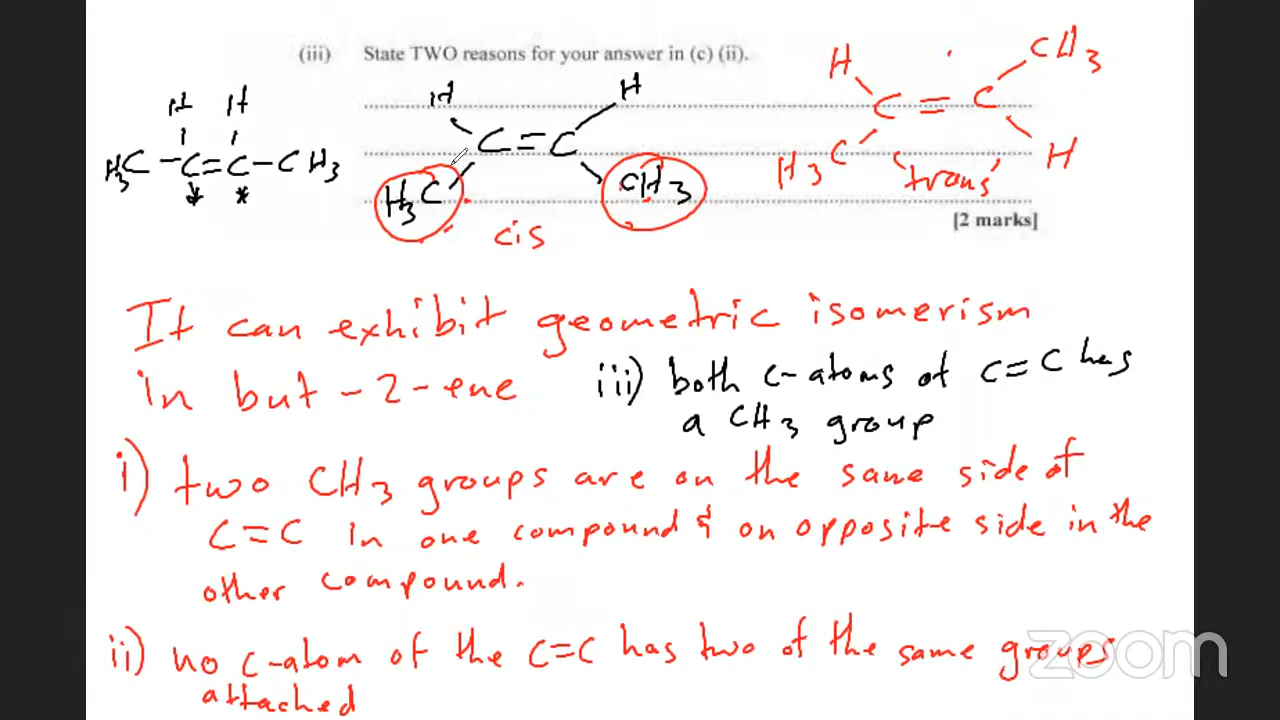 (iii) State TWO reasons for your answer in (c) (ii).
H H
H3C - C = C - CH3
* *
H H
C = C
H3C CH3
cis
H CH3
C = C
H3C H
'trans'
[2 marks]
It can exhibit geometric isomerism
in but - 2 - ene
iii) both c-atoms of C=C has
a CH3 group
i) two CH3 groups are on the same side of
C=C in one compound & on opposite side in the
other compound.
ii) no c-atom of the C=C has two of the same groups
attached
zoom